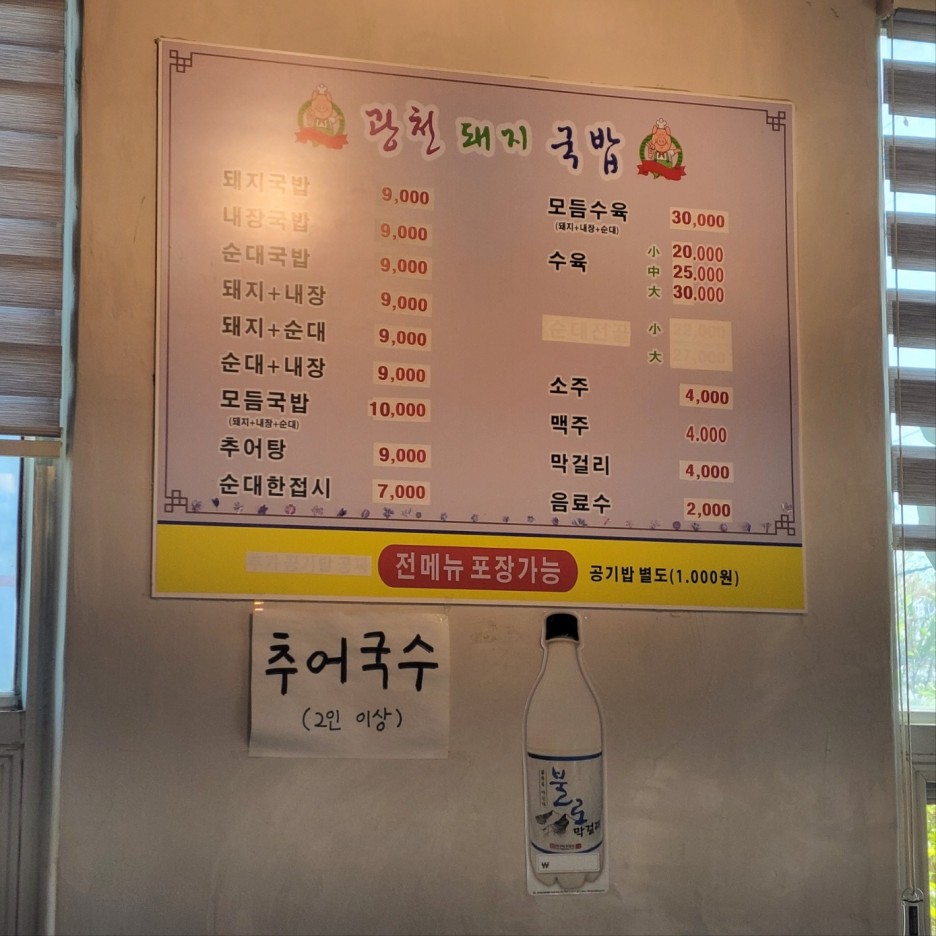 광천 돼지 국밥
돼지국밥 9,000
내장국밥 9,000
순대국밥 9,000
돼지+내장 9,000
돼지+순대 9,000
순대+내장 9,000
모듬국밥 10,000
(돼지+내장+순대)
추어탕 9,000
순대한접시 7,000
모듬수육 30,000
(돼지+내장+순대)
수육 小 20.000
中 25.000
大 30.000
순대전골 小
大
소주 4,000
맥주 4.000
막걸리 4,000
음료수 2,000
전메뉴 포장가능
공기밥 별도(1.000원)
추어국수
(2인 이상)
불로
막걸리
₩